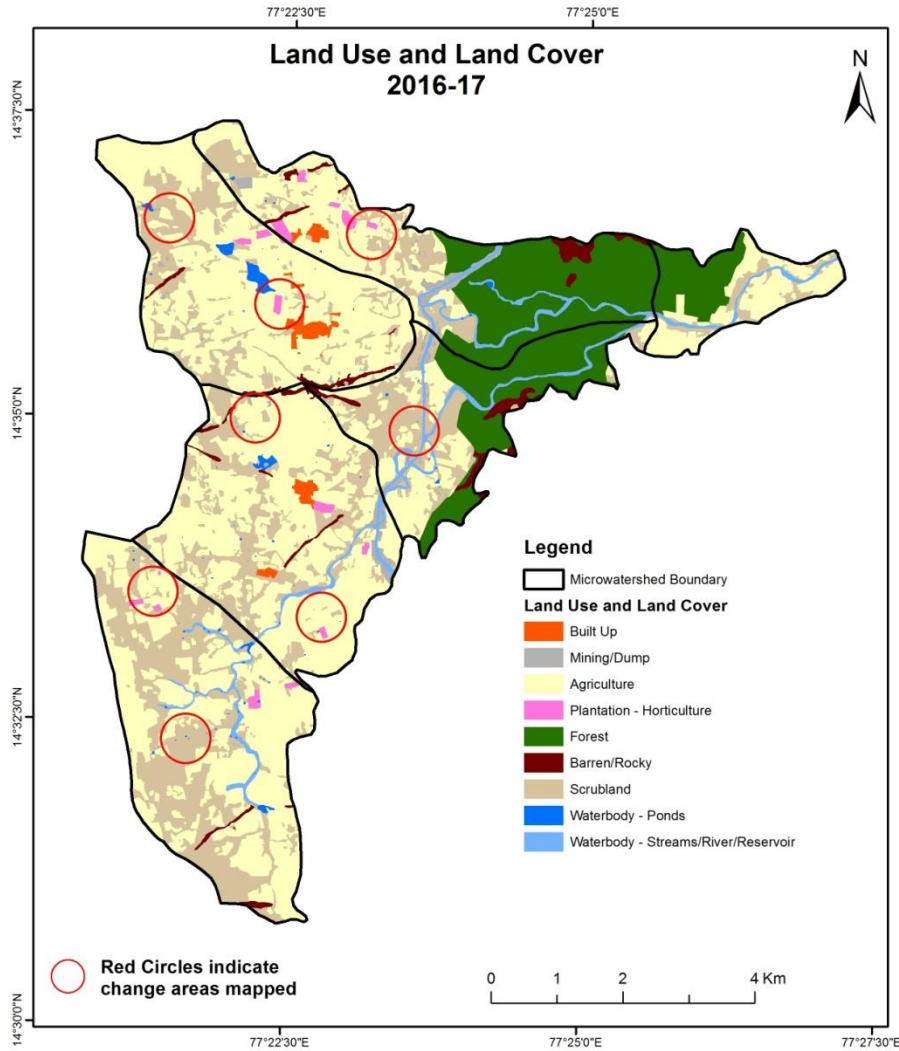 77°22'30"E
77°25'0"E
Land Use and Land Cover
2016-17
N
14°37'30"N
14°35'0"N
14°32'30"N
14°30'0"N
Legend
Microwatershed Boundary
Land Use and Land Cover
Built Up
Mining/Dump
Agriculture
Plantation - Horticulture
Forest
Barren/Rocky
Scrubland
Waterbody - Ponds
Waterbody - Streams/River/Reservoir
Red Circles indicate
change areas mapped
0 1 2 4 Km
77°22'30"E
77°25'0"E
77°27'30"E